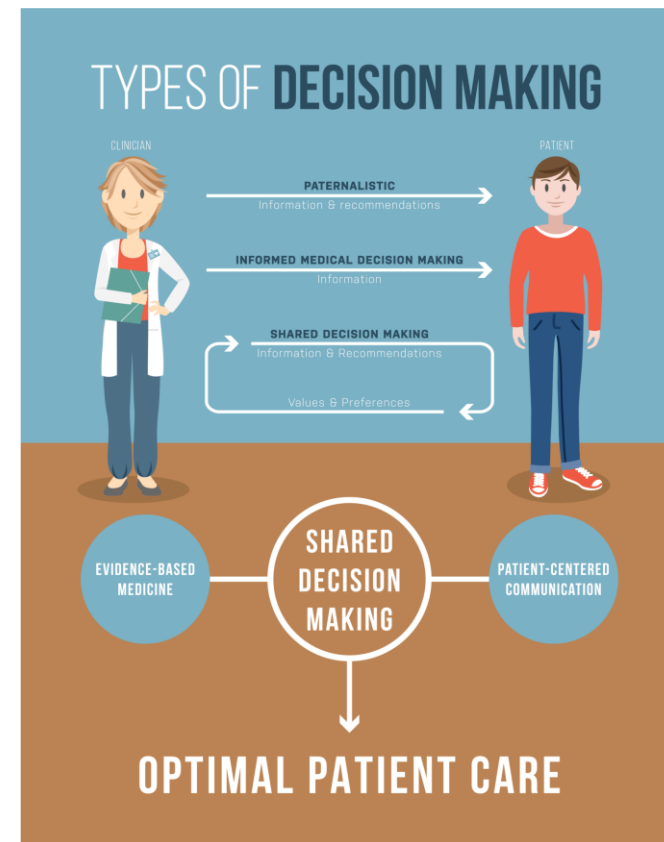 TYPES OF DECISION MAKING
CLINICIAN
PATIENT
PATERNALISTIC
Information & recommendations
INFORMED MEDICAL DECISION MAKING
Information
SHARED DECISION MAKING
Information & Recommendations
Values & Preferences
EVIDENCE-BASED
MEDICINE
SHARED
DECISION
MAKING
PATIENT-CENTERED
COMMUNICATION
OPTIMAL PATIENT CARE